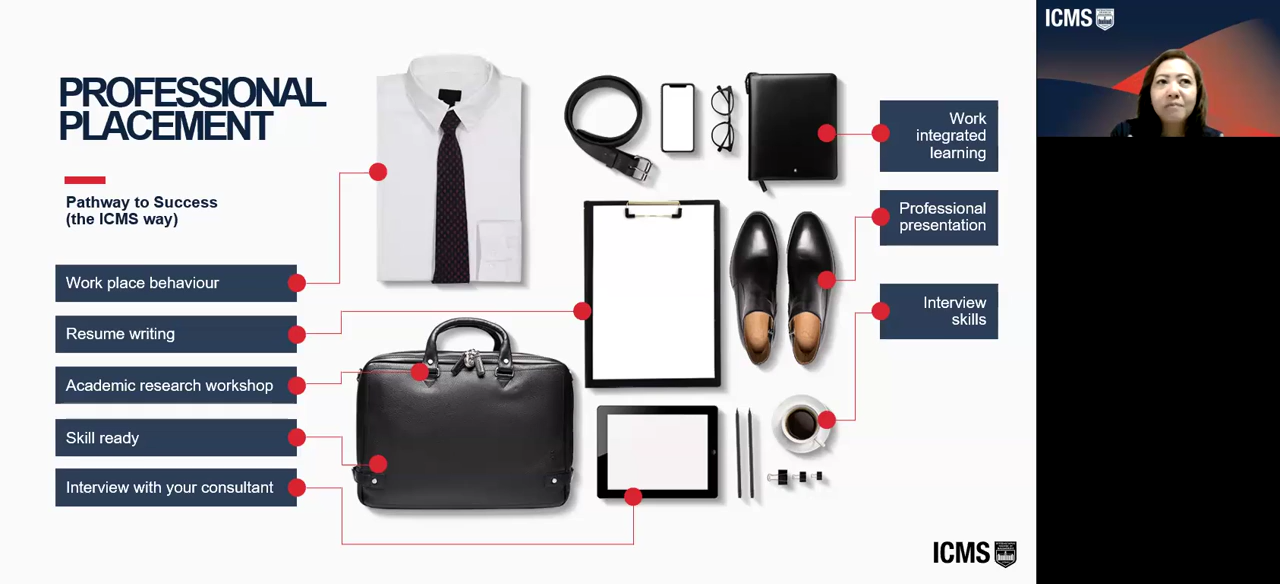 PROFESSIONAL
PLACEMENT
Pathway to Success
(the ICMS way)
Work place behaviour
Resume writing
Academic research workshop
Skill ready
Interview with your consultant
Work
integrated
learning
Professional
presentation
Interview
skills
ICMS
ICMS